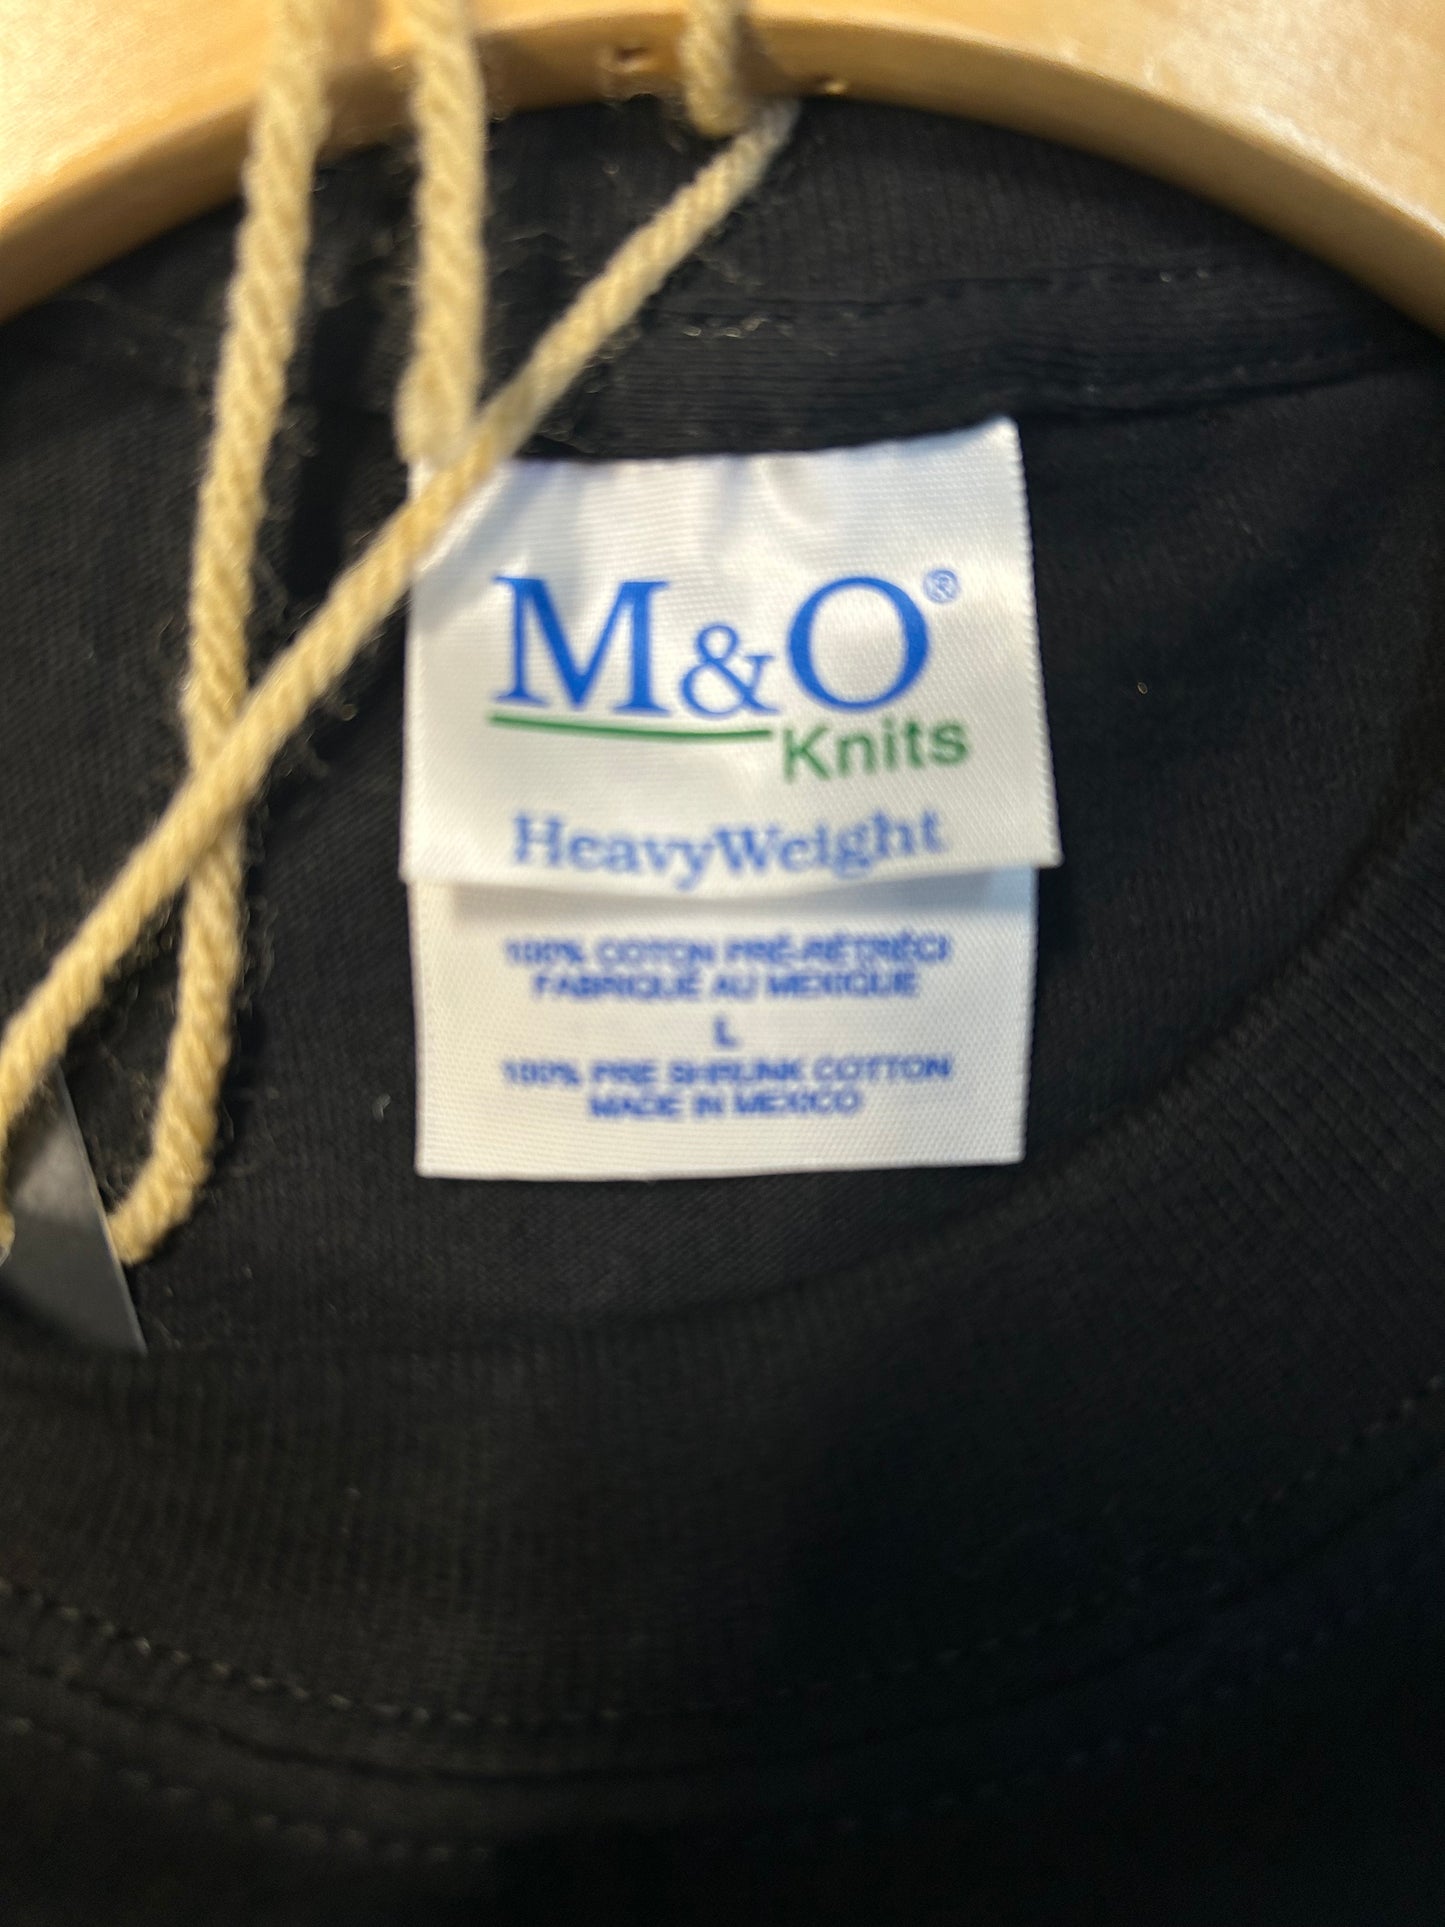 M&O®
Knits
HeavyWeight
100% COTON PRÉ-RÉTRÉCI
FABRIQUÉ AU MEXIQUE
L
100% PRE SHRUNK COTTON
MADE IN MEXICO